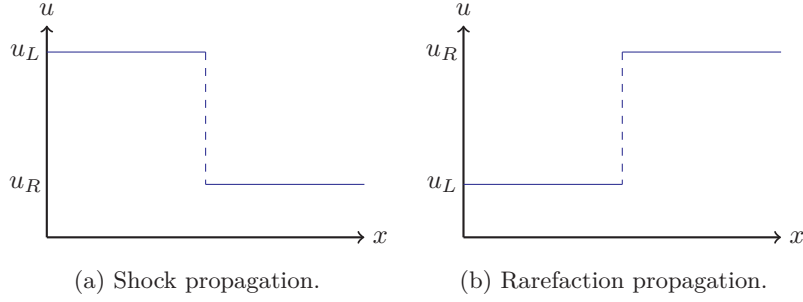 u
u_L
u_R
x
(a) Shock propagation.
u
u_R
u_L
x
(b) Rarefaction propagation.